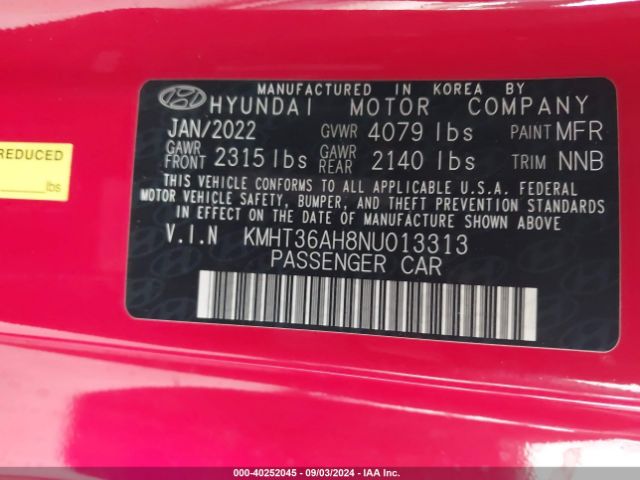 MANUFACTURED IN KOREA BY
HYUNDAI MOTOR COMPANY
JAN/2022 GVWR 4079 lbs PAINT MFR
GAWR FRONT 2315 lbs GAWR REAR 2140 lbs TRIM NNB
THIS VEHICLE CONFORMS TO ALL APPLICABLE U.S.A. FEDERAL
MOTOR VEHICLE SAFETY, BUMPER, AND THEFT PREVENTION STANDARDS
IN EFFECT ON THE DATE OF MANUFACTURE SHOWN ABOVE
V.I.N KMHT36AH8NU013313
PASSENGER CAR
REDUCED
lbs
000-40252045 - 09/03/2024 - IAA Inc.